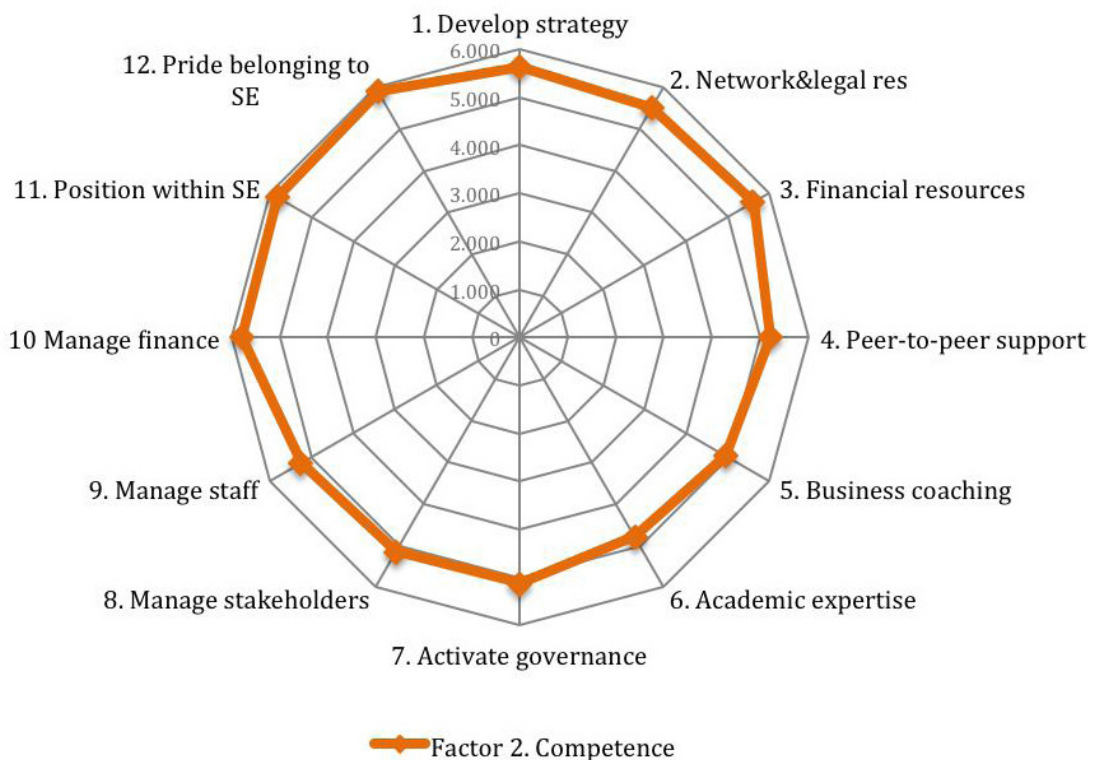 1. Develop strategy
6.000
12. Pride belonging to
SE
2. Network&legal res
5.000
4.000
11. Position within SE
3. Financial resources
3.000
2.000
1.000
10 Manage finance
0
4. Peer-to-peer support
9. Manage staff
5. Business coaching
8. Manage stakeholders
6. Academic expertise
7. Activate governance
Factor 2. Competence